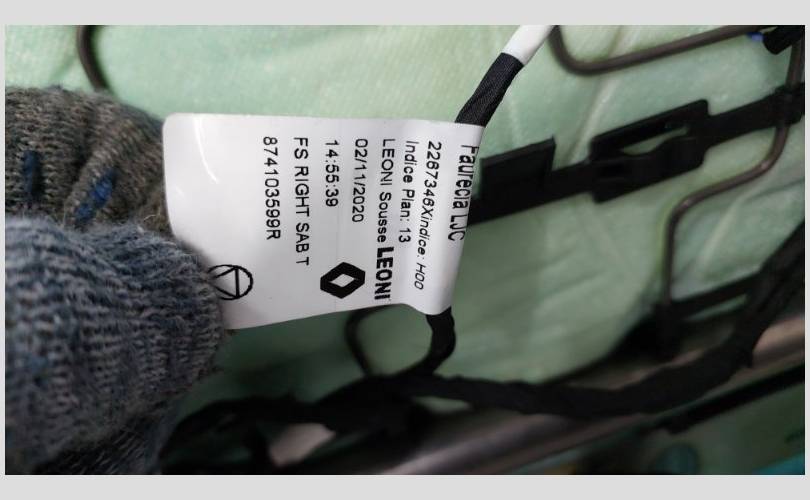 Faurecia LJC
2267346Xindice: H00
Indice Plan: 13
LEONI Sousse LEONI
02/11/2020
14:55:39
FS RIGHT SAB T
874103599R